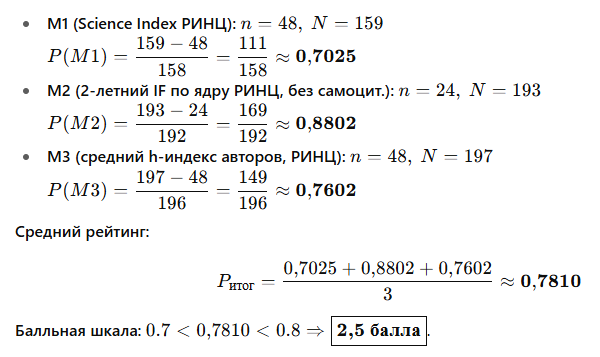 • M1 (Science Index РИНЦ): n = 48, N = 159
P(M1) = (159 − 48)/158 = 111/158 ≈ 0,7025
• M2 (2-летний IF по ядру РИНЦ, без самоцит.): n = 24, N = 193
P(M2) = (193 − 24)/192 = 169/192 ≈ 0,8802
• M3 (средний h-индекс авторов, РИНЦ): n = 48, N = 197
P(M3) = (197 − 48)/196 = 149/196 ≈ 0,7602
Средний рейтинг:
P_итог = (0,7025 + 0,8802 + 0,7602)/3 ≈ 0,7810
Балльная шкала: 0.7 < 0,7810 < 0.8 ⇒ 2,5 балла.